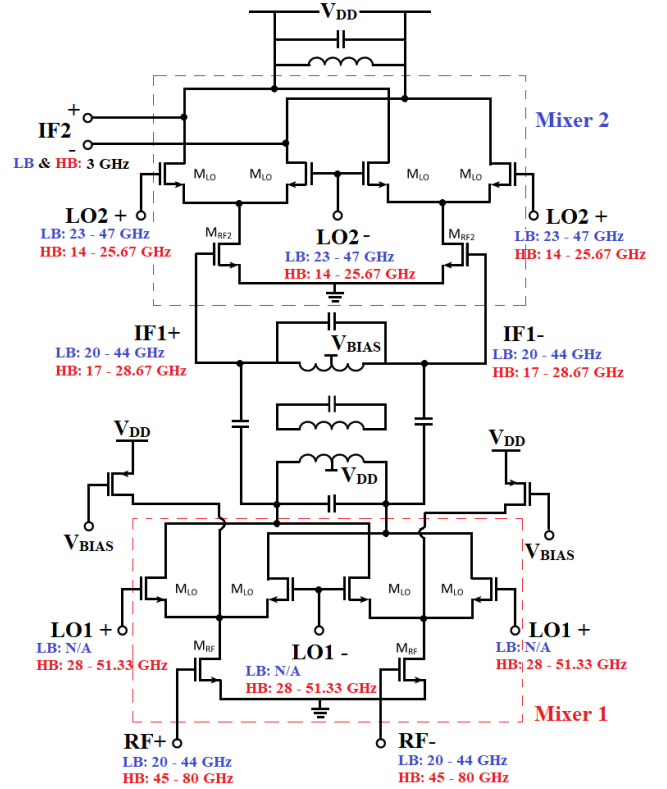 VDD
Mixer 2
+
IF2
-
LB & HB: 3 GHz
MLO
MLO
MLO
MLO
LO2 +
LB: 23 - 47 GHz
HB: 14 - 25.67 GHz
MRF2
LO2 -
LB: 23 - 47 GHz
HB: 14 - 25.67 GHz
MRF2
LO2 +
LB: 23 - 47 GHz
HB: 14 - 25.67 GHz
IF1+
LB: 20 - 44 GHz
HB: 17 - 28.67 GHz
VBIAS
IF1-
LB: 20 - 44 GHz
HB: 17 - 28.67 GHz
VDD
VDD
VDD
VBIAS
VBIAS
MLO
MLO
MLO
MLO
LO1 +
LB: N/A
HB: 28 - 51.33 GHz
MRF
LO1 -
LB: N/A
HB: 28 - 51.33 GHz
MRF
LO1 +
LB: N/A
HB: 28 - 51.33 GHz
Mixer 1
RF+
LB: 20 - 44 GHz
HB: 45 - 80 GHz
RF-
LB: 20 - 44 GHz
HB: 45 - 80 GHz